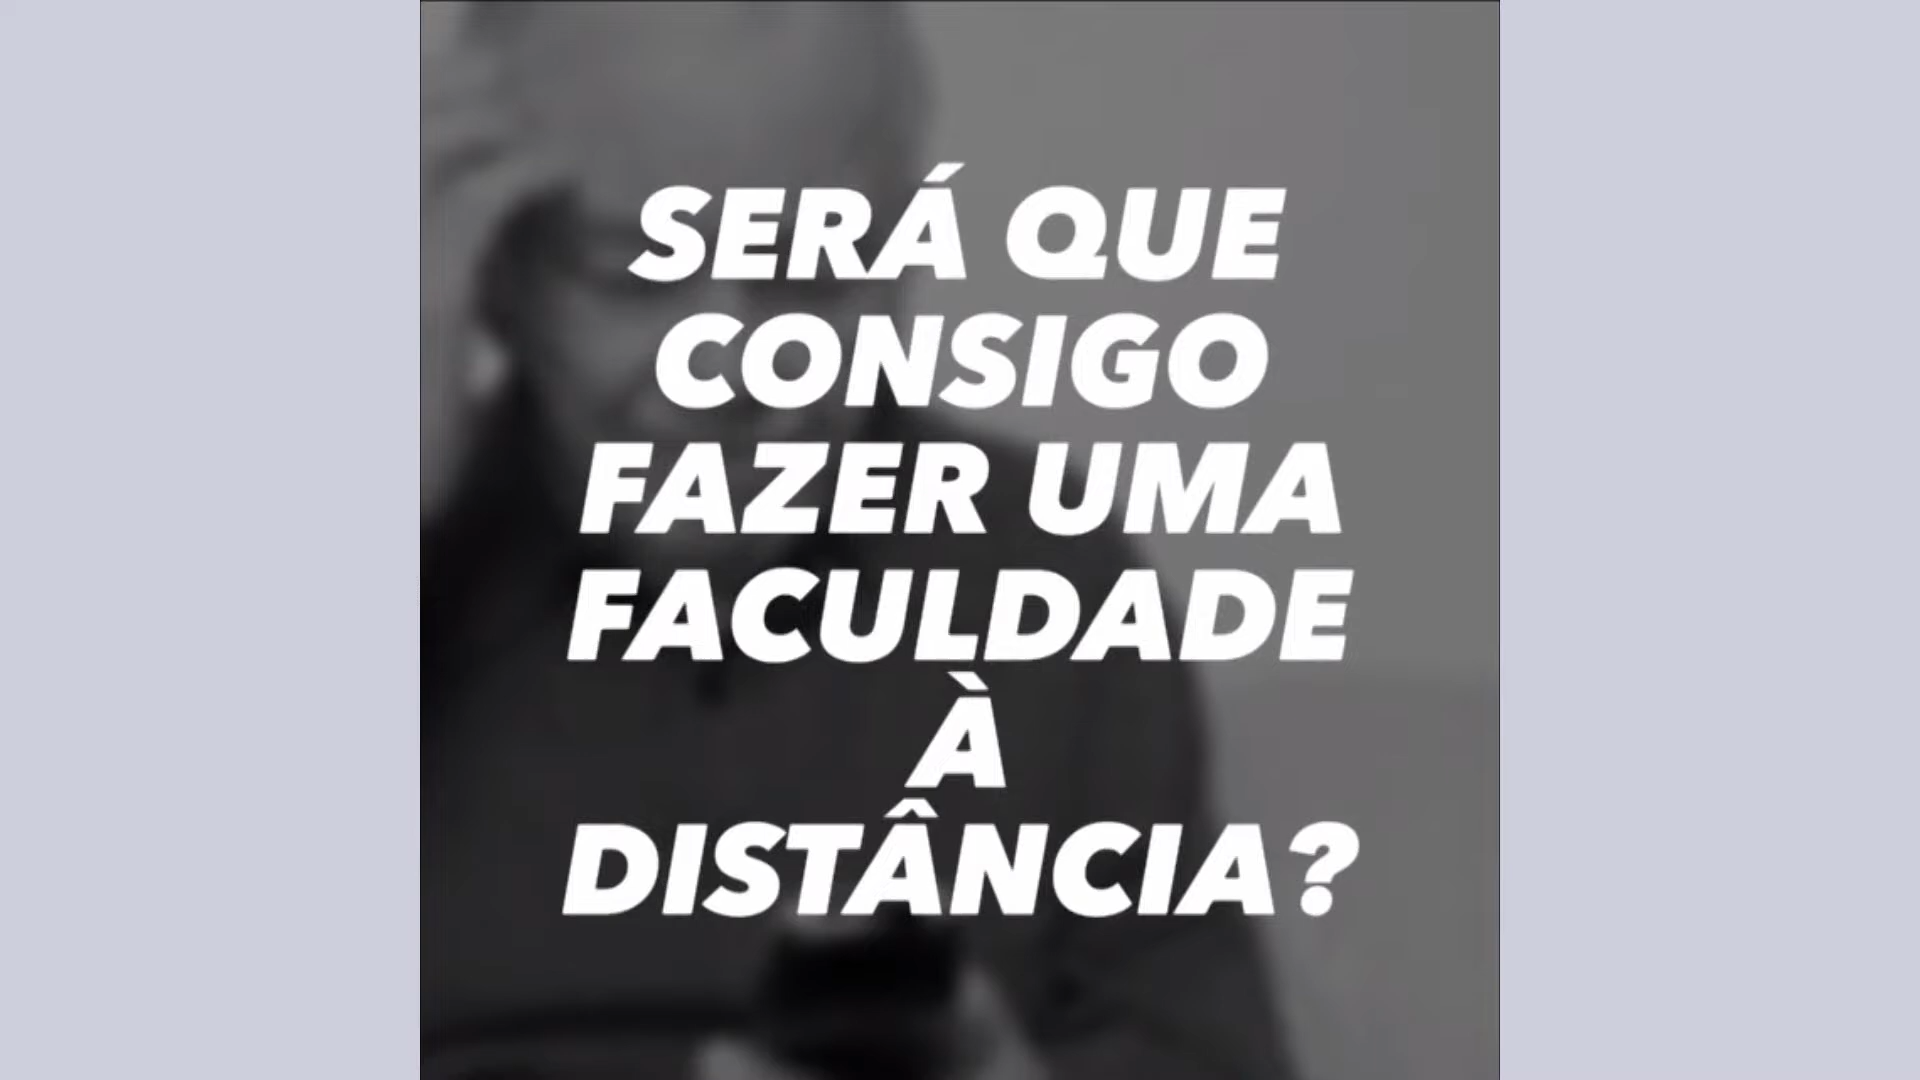 SERÁ QUE
CONSIGO
FAZER UMA
FACULDADE
À
DISTÂNCIA?